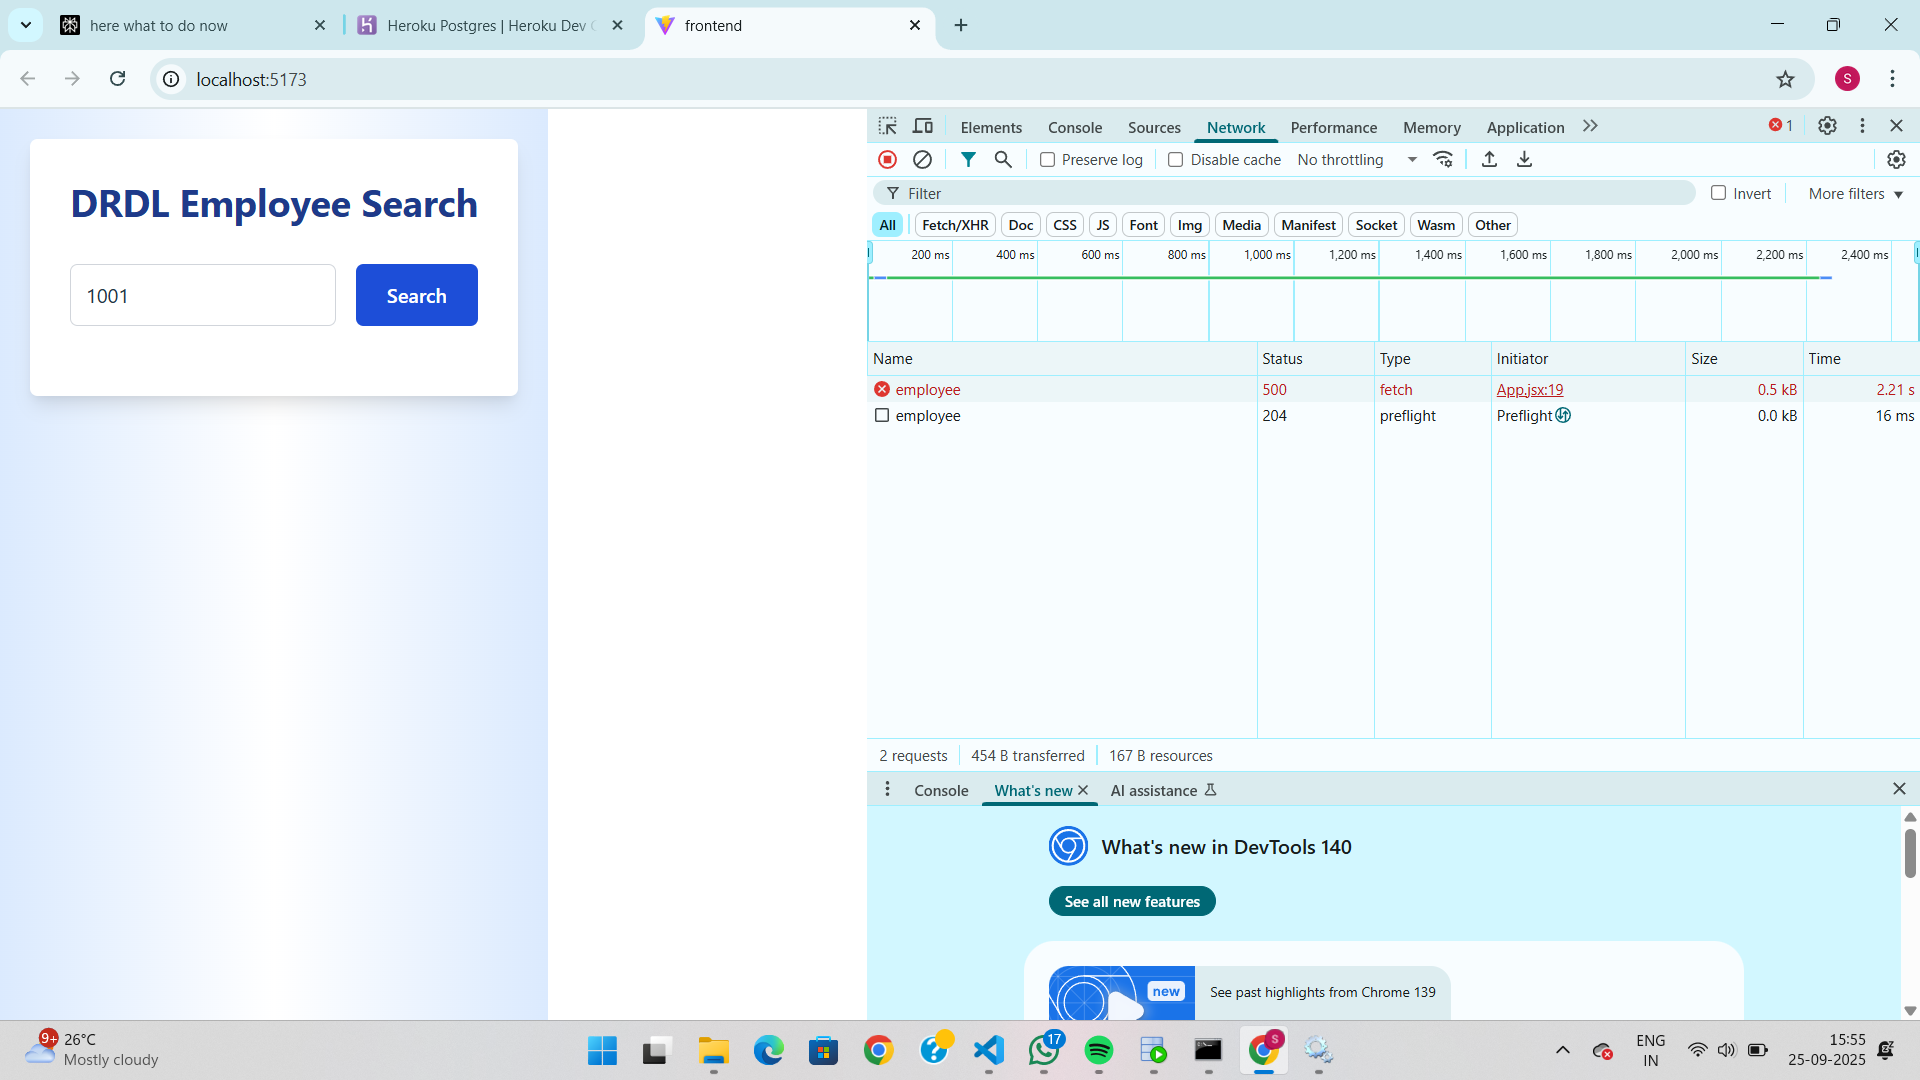 here what to do now
Heroku Postgres | Heroku Dev C
frontend
localhost:5173
S
DRDL Employee Search
1001
Search
Elements Console Sources Network Performance Memory Application 1
Preserve log Disable cache No throttling
Filter Invert More filters
All Fetch/XHR Doc CSS JS Font Img Media Manifest Socket Wasm Other
200 ms 400 ms 600 ms 800 ms 1,000 ms 1,200 ms 1,400 ms 1,600 ms 1,800 ms 2,000 ms 2,200 ms 2,400 ms
Name Status Type Initiator Size Time
employee 500 fetch App.jsx:19 0.5 kB 2.21 s
employee 204 preflight Preflight 0.0 kB 16 ms
2 requests 454 B transferred 167 B resources
Console What's new AI assistance
What's new in DevTools 140
See all new features
new
See past highlights from Chrome 139
9+
26°C
Mostly cloudy
17
S
ENG
IN
15:55
25-09-2025